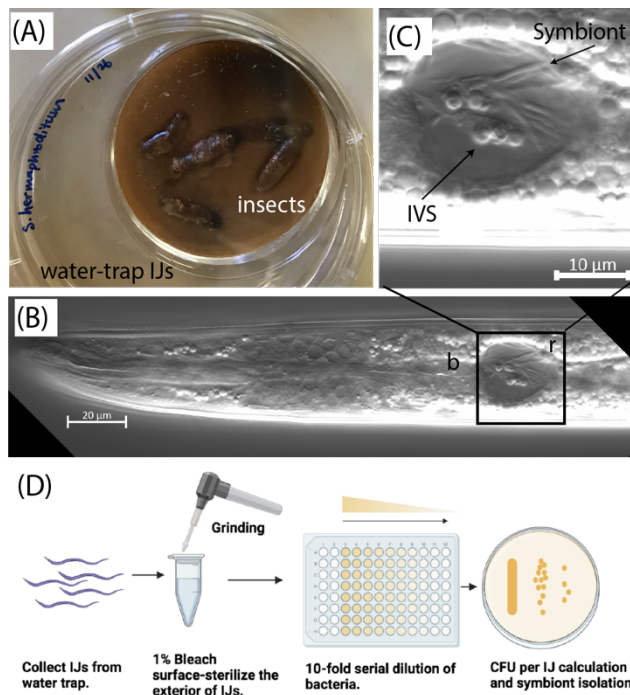 (A)
S. hermaphroditum
11/26
insects
water-trap IJs
(C)
Symbiont
IVS
10 µm
(B)
b
r
20 µm
(D)
Grinding
Collect IJs from
water trap.
1% Bleach
surface-sterilize the
exterior of IJs.
10-fold serial dilution of
bacteria.
CFU per IJ calculation
and symbiont isolation